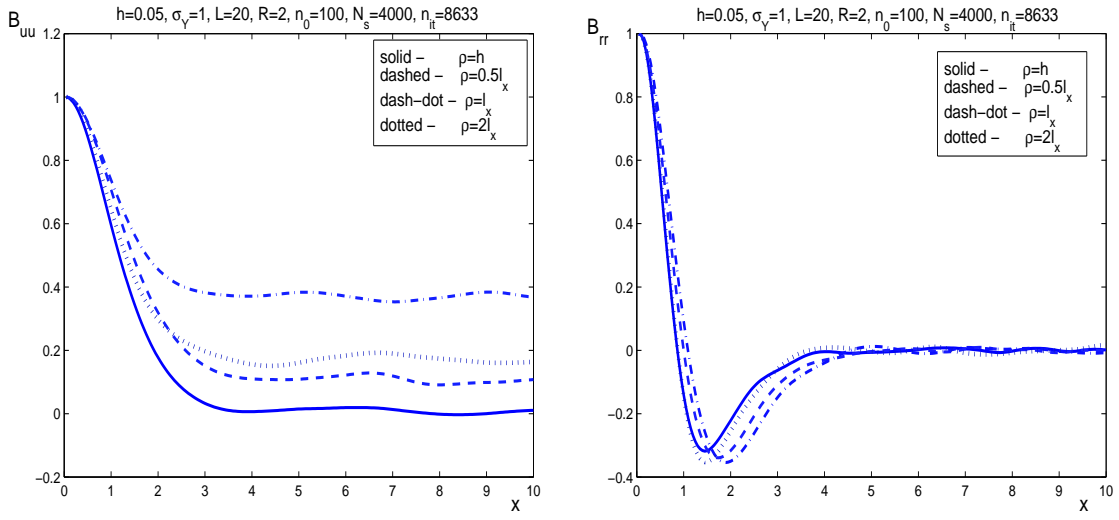 h=0.05, σ_Y=1, L=20, R=2, n_0=100, N_s=4000, n_it=8633
B_uu
1.2
1
0.8
0.6
0.4
0.2
0
−0.2
solid − ρ=h
dashed − ρ=0.5l_x
dash−dot − ρ=l_x
dotted − ρ=2l_x
0 1 2 3 4 5 6 7 8 9 10
x
h=0.05, σ_Y=1, L=20, R=2, n_0=100, N_s=4000, n_it=8633
B_rr
1
0.8
0.6
0.4
0.2
0
−0.2
−0.4
solid − ρ=h
dashed − ρ=0.5l_x
dash−dot − ρ=l_x
dotted − ρ=2l_x
0 1 2 3 4 5 6 7 8 9 10
x